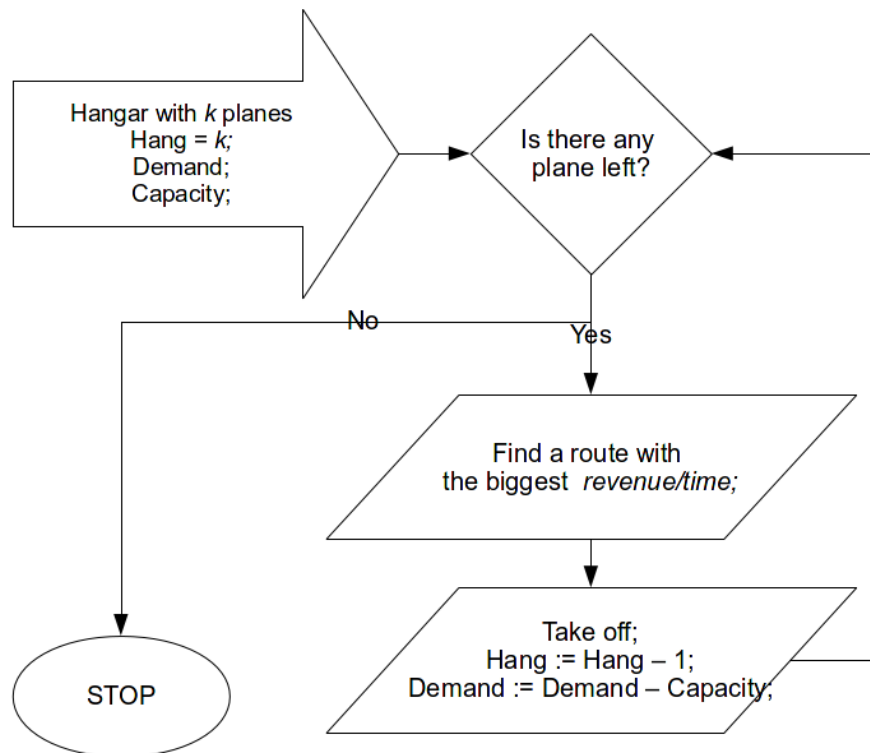 Hangar with k planes
Hang = k;
Demand;
Capacity;
Is there any
plane left?
No
Yes
Find a route with
the biggest revenue/time;
Take off;
Hang := Hang – 1;
Demand := Demand – Capacity;
STOP